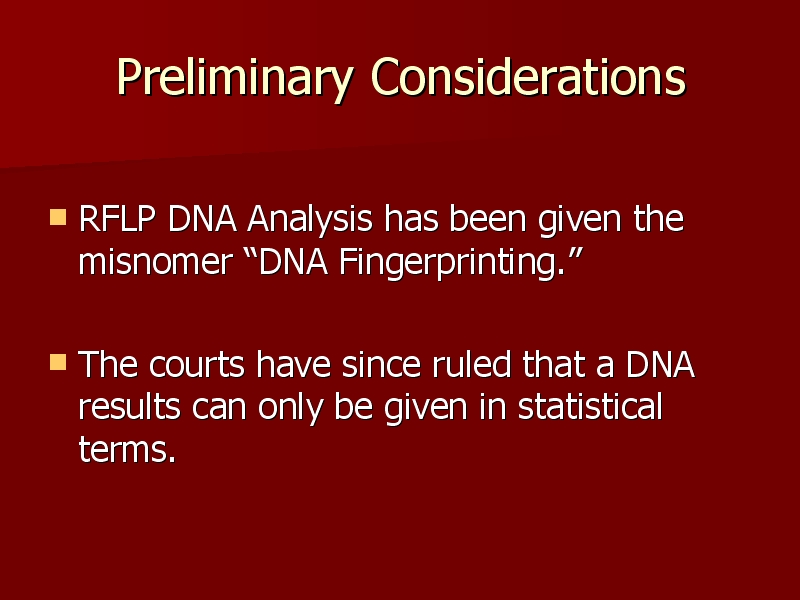 Preliminary Considerations
RFLP DNA Analysis has been given the
misnomer “DNA Fingerprinting.”
The courts have since ruled that a DNA
results can only be given in statistical
terms.